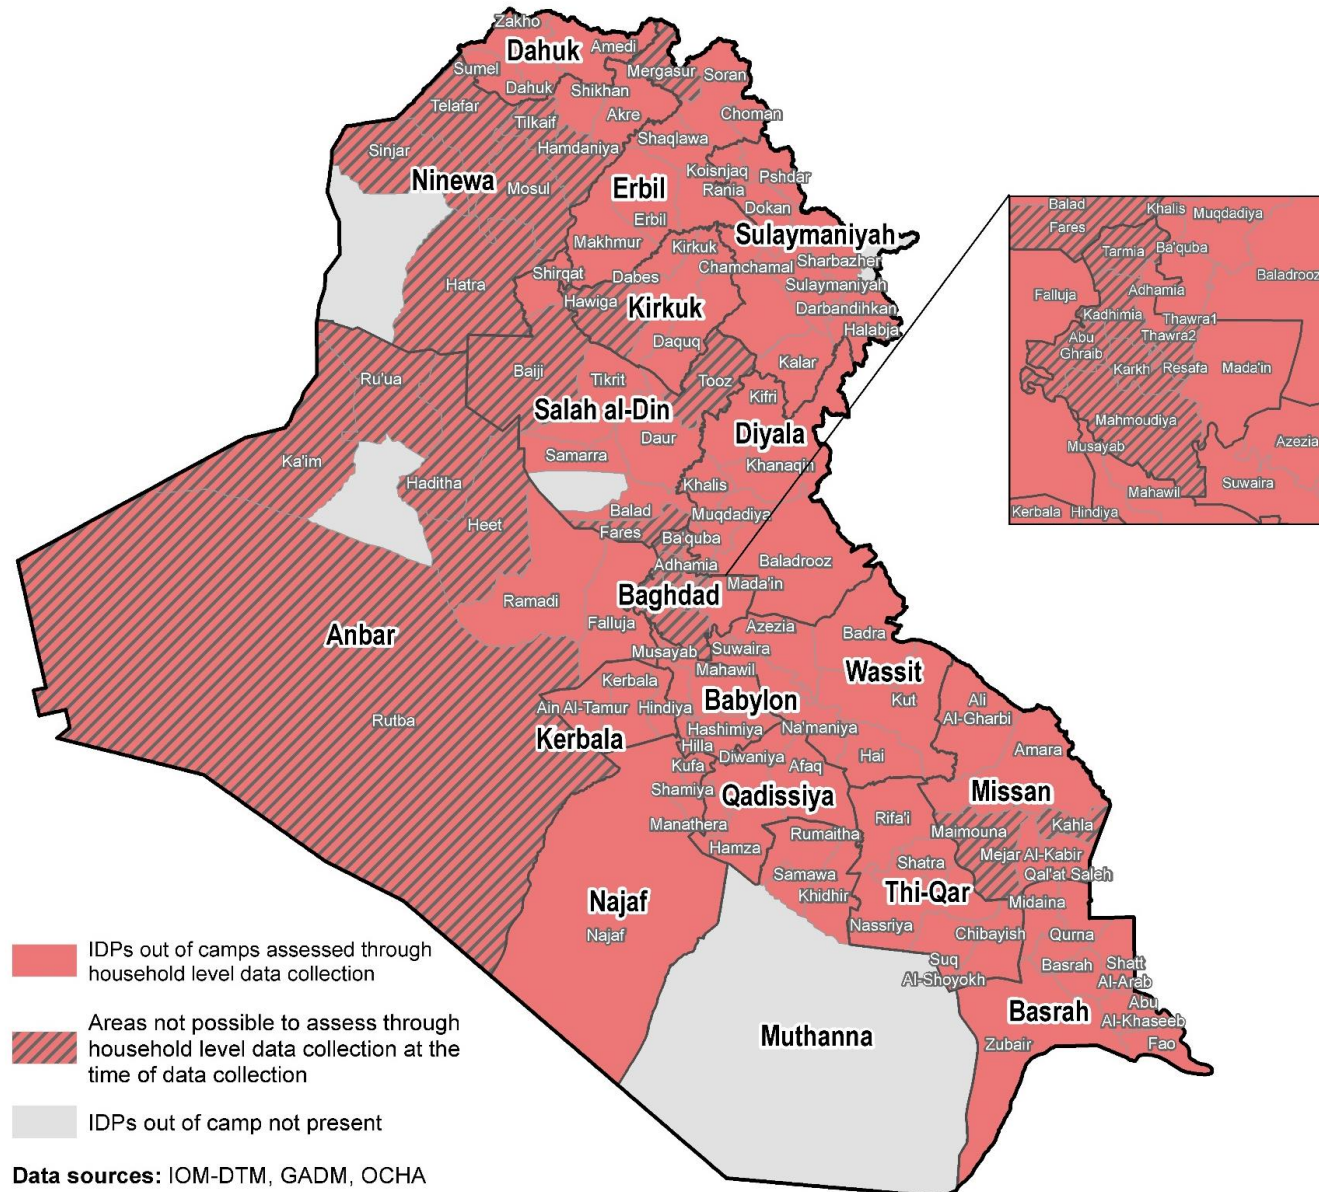 Zakho
Dahuk
Amedi
Mergasur
Soran
Sumel
Dahuk
Shikhan
Telafar
Tilkaif
Akre
Choman
Shaqlawa
Sinjar
Hamdaniya
Ninewa
Mosul
Koisnjaq
Pshdar
Rania
Erbil
Dokan
Erbil
Sulaymaniyah
Makhmur
Kirkuk
Sharbazher
Shirqat
Dabes
Chamchamal
Hatra
Sulaymaniyah
Hawiga
Kirkuk
Darbandihkan
Halabja
Daquq
Kalar
Baiji
Tikrit
Tooz
Ru'ua
Kifri
Salah al-Din
Diyala
Daur
Samarra
Khanaqin
Ka'im
Haditha
Khalis
Heet
Balad
Muqdadiya
Fares
Ba'quba
Adhamia
Baladrooz
Mada'in
Baghdad
Ramadi
Falluja
Azezia
Badra
Anbar
Musayab
Suwaira
Mahawil
Wassit
Kerbala
Babylon
Kut
Ali
Al-Gharbi
Ain Al-Tamur
Hindiya
Rutba
Hashimiya
Na'maniya
Kerbala
Hilla
Diwaniya
Hai
Amara
Kufa
Afaq
Shamiya
Qadissiya
Missan
Rifa'i
Manathera
Rumaitha
Maimouna
Kahla
Hamza
Shatra
Mejar Al-Kabir
Samawa
Qal'at Saleh
Khidhir
Thi-Qar
Najaf
Midaina
Nassriya
Chibayish
Qurna
Najaf
Suq
Al-Shoyokh
Basrah
Shatt
Al-Arab
Abu
Al-Khaseeb
Basrah
Muthanna
Zubair
Fao
Balad
Khalis
Muqdadiya
Fares
Tarmia
Ba'quba
Baladrooz
Falluja
Adhamia
Kadhimia
Thawra1
Thawra2
Abu
Ghraib
Karkh
Resafa
Mada'in
Mahmoudiya
Musayab
Azezia
Suwaira
Mahawil
Kerbala
Hindiya
IDPs out of camps assessed through
household level data collection
Areas not possible to assess through
household level data collection at the
time of data collection
IDPs out of camp not present
Data sources: IOM-DTM, GADM, OCHA